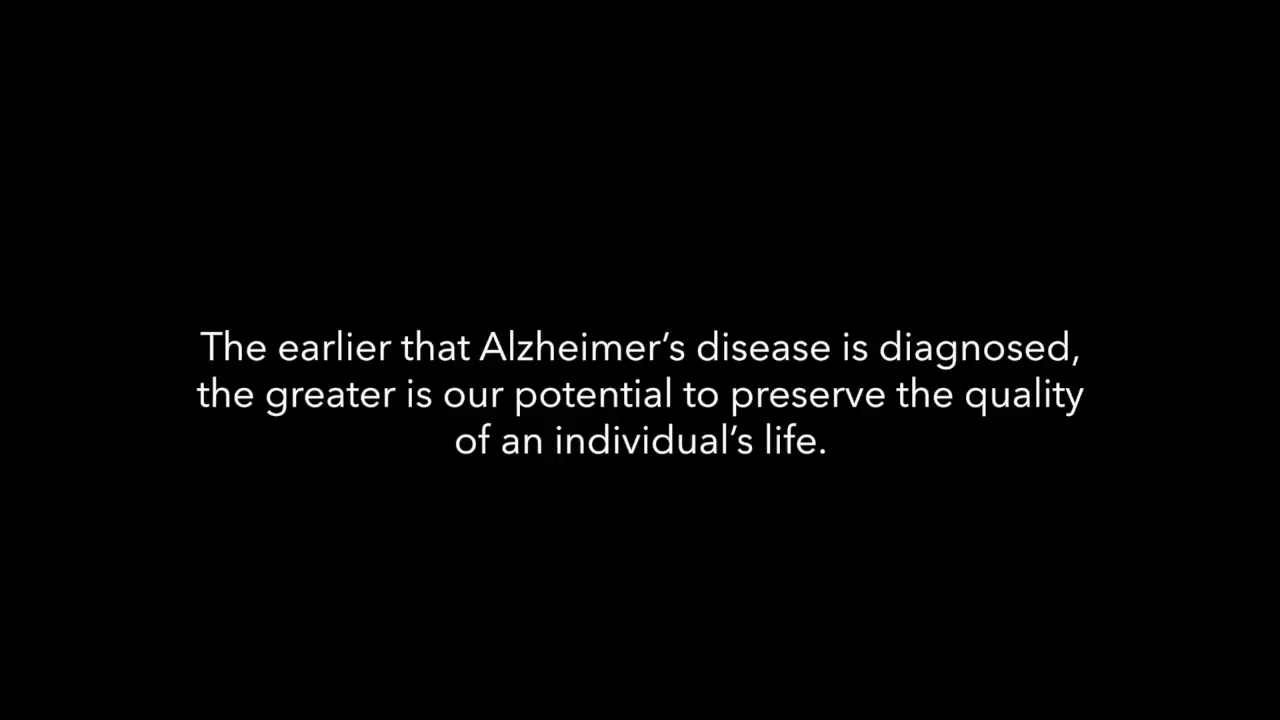 The earlier that Alzheimer’s disease is diagnosed,
the greater is our potential to preserve the quality
of an individual’s life.